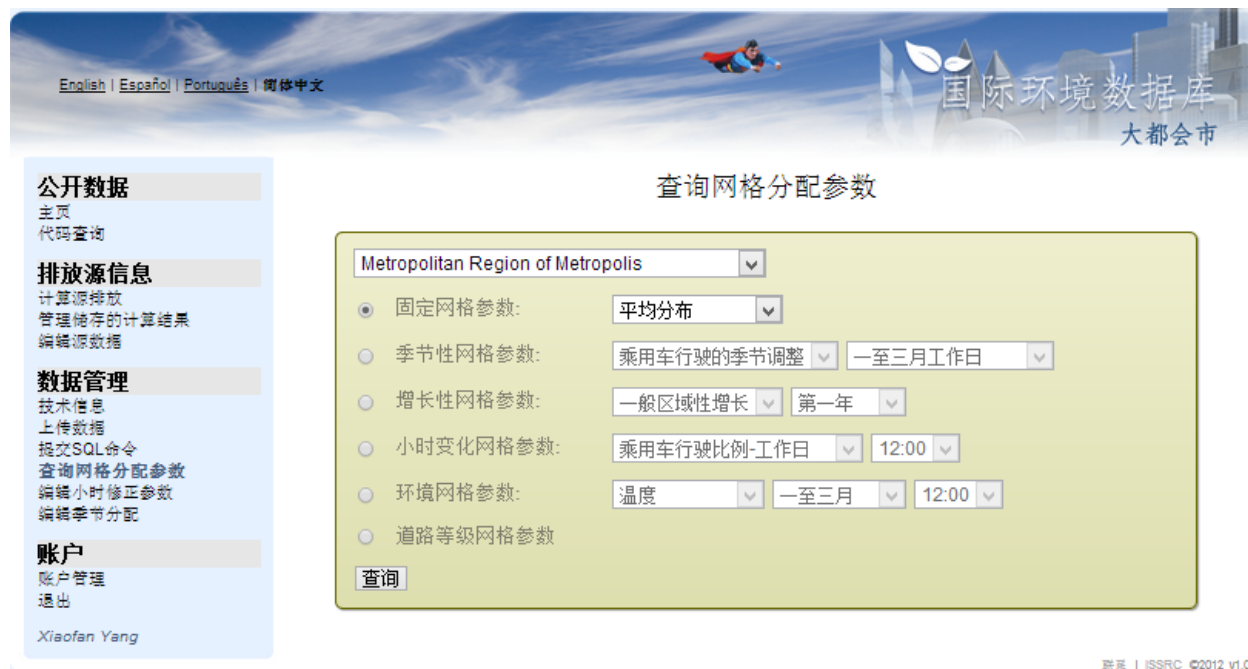 English | Español | Português | 简体中文
国际环境数据库
大都会市
公开数据
主页
代码查询
排放源信息
计算源排放
管理储存的计算结果
编辑源数据
数据管理
技术信息
上传数据
提交SQL命令
查询网格分配参数
编辑小时修正参数
编辑季节分配
账户
账户管理
退出
Xiaofan Yang
查询网格分配参数
Metropolitan Region of Metropolis
固定网格参数: 平均分布
季节性网格参数: 乘用车行驶的季节调整 一至三月工作日
增长性网格参数: 一般区域性增长 第一年
小时变化网格参数: 乘用车行驶比例-工作日 12:00
环境网格参数: 温度 一至三月 12:00
道路等级网格参数
查询
联系 | ISSRC ©2012 v1.0